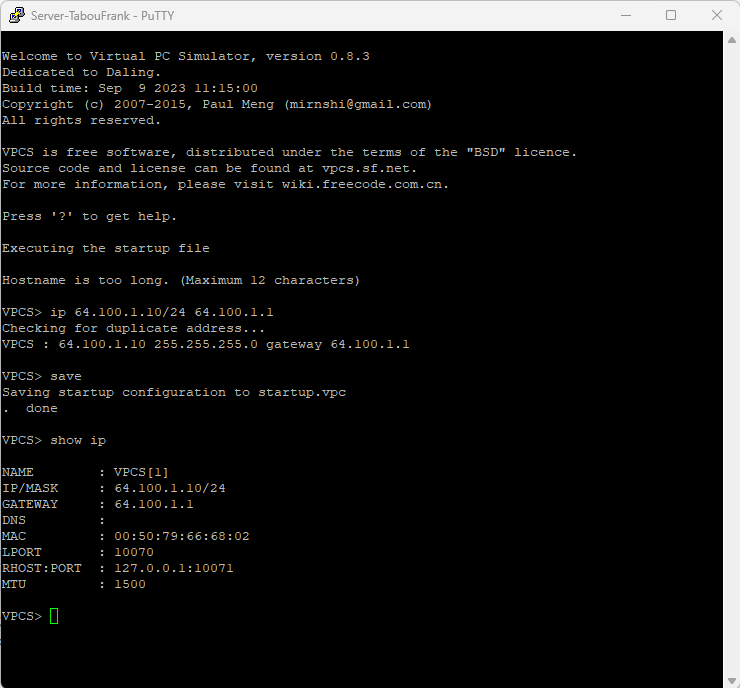 Server-TabouFrank - PuTTY
Welcome to Virtual PC Simulator, version 0.8.3
Dedicated to Daling.
Build time: Sep  9 2023 11:15:00
Copyright (c) 2007-2015, Paul Meng (mirnshi@gmail.com)
All rights reserved.
VPCS is free software, distributed under the terms of the "BSD" licence.
Source code and license can be found at vpcs.sf.net.
For more information, please visit wiki.freecode.com.cn.
Press '?' to get help.
Executing the startup file
Hostname is too long. (Maximum 12 characters)
VPCS> ip 64.100.1.10/24 64.100.1.1
Checking for duplicate address...
VPCS : 64.100.1.10 255.255.255.0 gateway 64.100.1.1
VPCS> save
Saving startup configuration to startup.vpc
.  done
VPCS> show ip
NAME        : VPCS[1]
IP/MASK     : 64.100.1.10/24
GATEWAY     : 64.100.1.1
DNS         :
MAC         : 00:50:79:66:68:02
LPORT       : 10070
RHOST:PORT  : 127.0.0.1:10071
MTU         : 1500
VPCS>